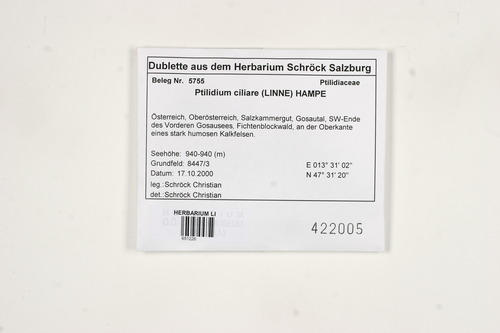 Dublette aus dem Herbarium Schröck Salzburg
Beleg Nr. 5755 Ptilidiaceae
Ptilidium ciliare (LINNE) HAMPE
Österreich, Oberösterreich, Salzkammergut, Gosautal, SW-Ende
des Vorderen Gosausees, Fichtenblockwald, an der Oberkante
eines stark humosen Kalkfelsen.
Seehöhe: 940-940 (m) E 013° 31' 02"
Grundfeld: 8447/3
Datum: 17.10.2000 N 47° 31' 20"
leg.:Schröck Christian
det.:Schröck Christian
HERBARIUM LI
422005